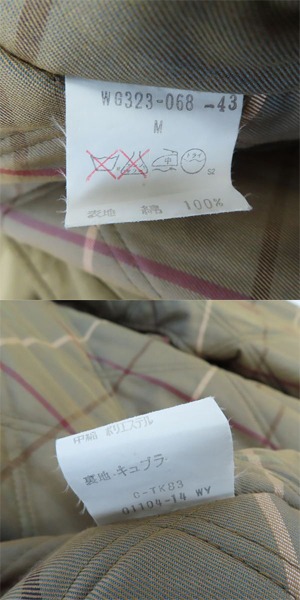 WG323-068 -43
M
中
表地 綿 100%
中綿 ポリエステル
裏地-キュプラ
C-TK83
01104-14 WY